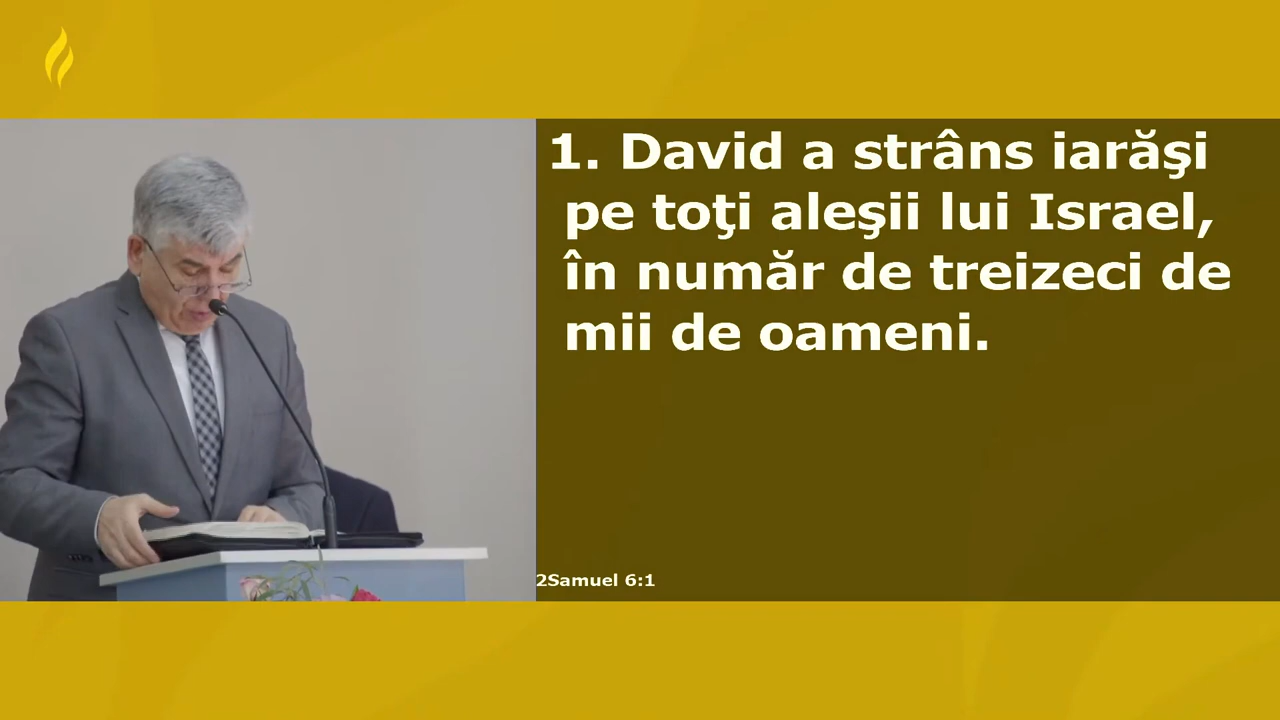 1. David a strâns iarăşi
pe toţi aleşii lui Israel,
în număr de treizeci de
mii de oameni.
2Samuel 6:1